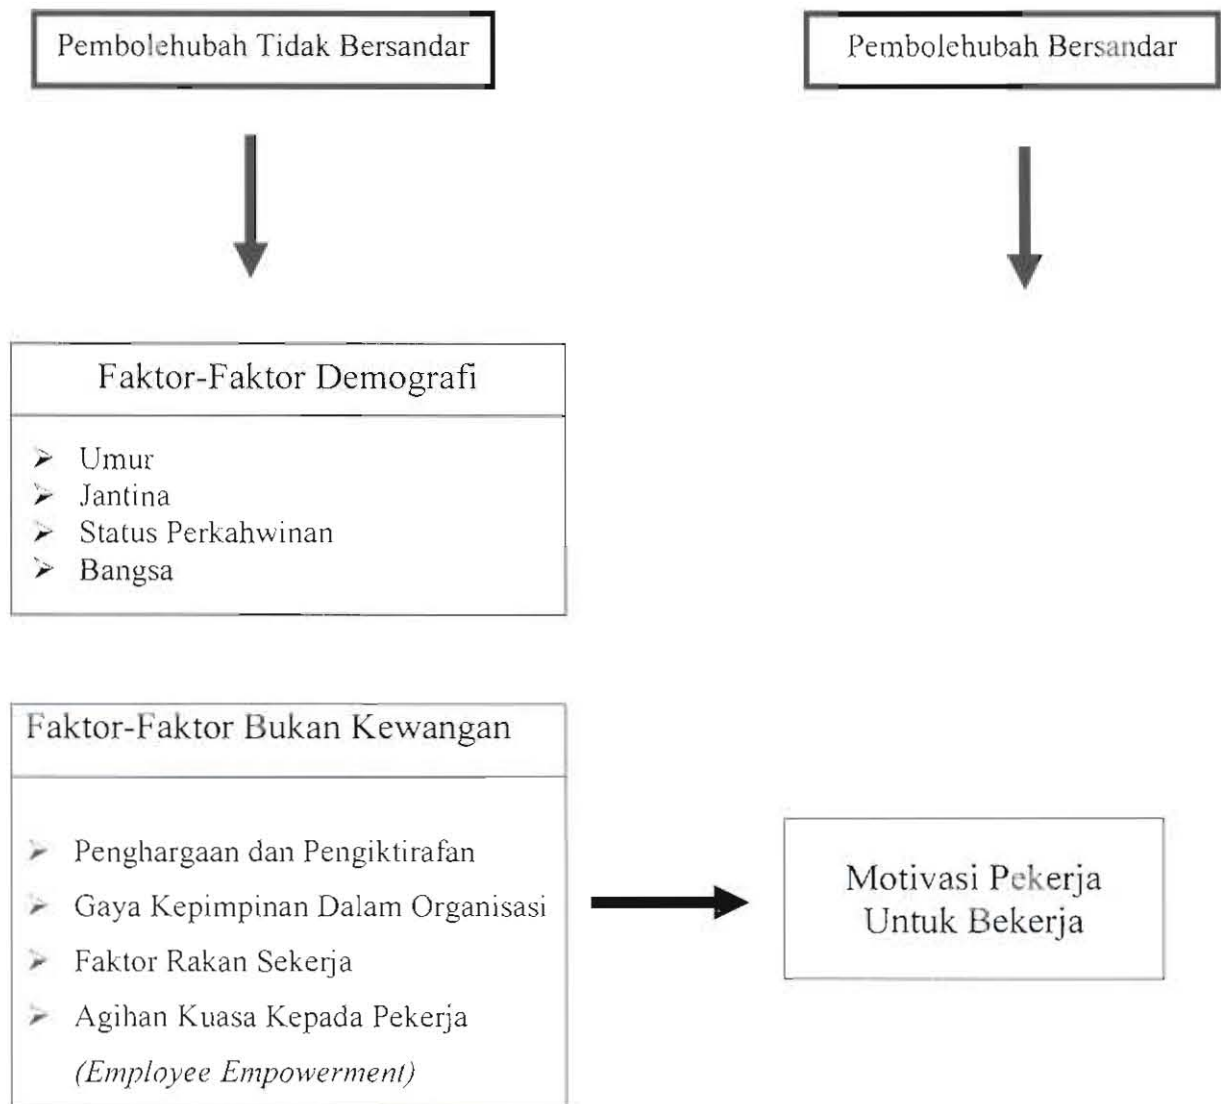 Pembolehubah Tidak Bersandar
Pembolehubah Bersandar
Faktor-Faktor Demografi
➢ Umur
➢ Jantina
➢ Status Perkahwinan
➢ Bangsa
Faktor-Faktor Bukan Kewangan
➢ Penghargaan dan Pengiktirafan
➢ Gaya Kepimpinan Dalam Organisasi
➢ Faktor Rakan Sekerja
➢ Agihan Kuasa Kepada Pekerja
(Employee Empowerment)
Motivasi Pekerja
Untuk Bekerja